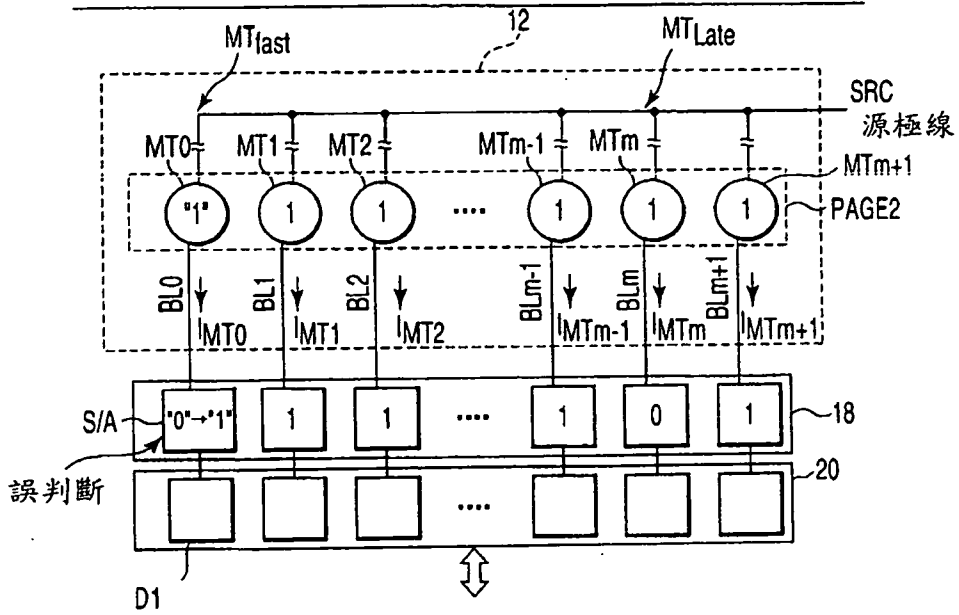 12
MTfast
MTLate
SRC
源極線
MT0
MT1
MT2
MTm-1
MTm
MTm+1
"1"
1
1
....
1
1
1
PAGE2
BL0
BL1
BL2
BLm-1
BLm
BLm+1
IMT0
IMT1
IMT2
IMTm-1
IMTm
IMTm+1
S/A
"0"→"1"
1
1
....
1
0
1
18
誤判斷
....
20
D1